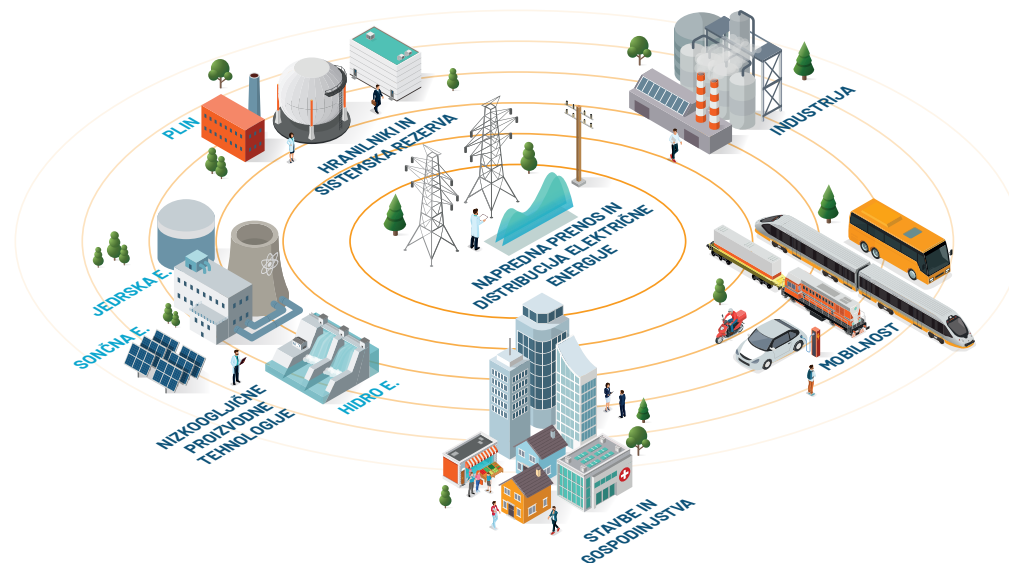 PLIN
HRANILNIKI IN
SISTEMSKA REZERVA
INDUSTRIJA
NAPREDNA PRENOS IN
DISTRIBUCIJA ELEKTRIČNE
ENERGIJE
JEDRSKA E.
SONČNA E.
HIDRO E.
NIZKOOGLJIČNE
PROIZVODNE
TEHNOLOGIJE
MOBILNOST
STAVBE IN
GOSPODINJSTVA